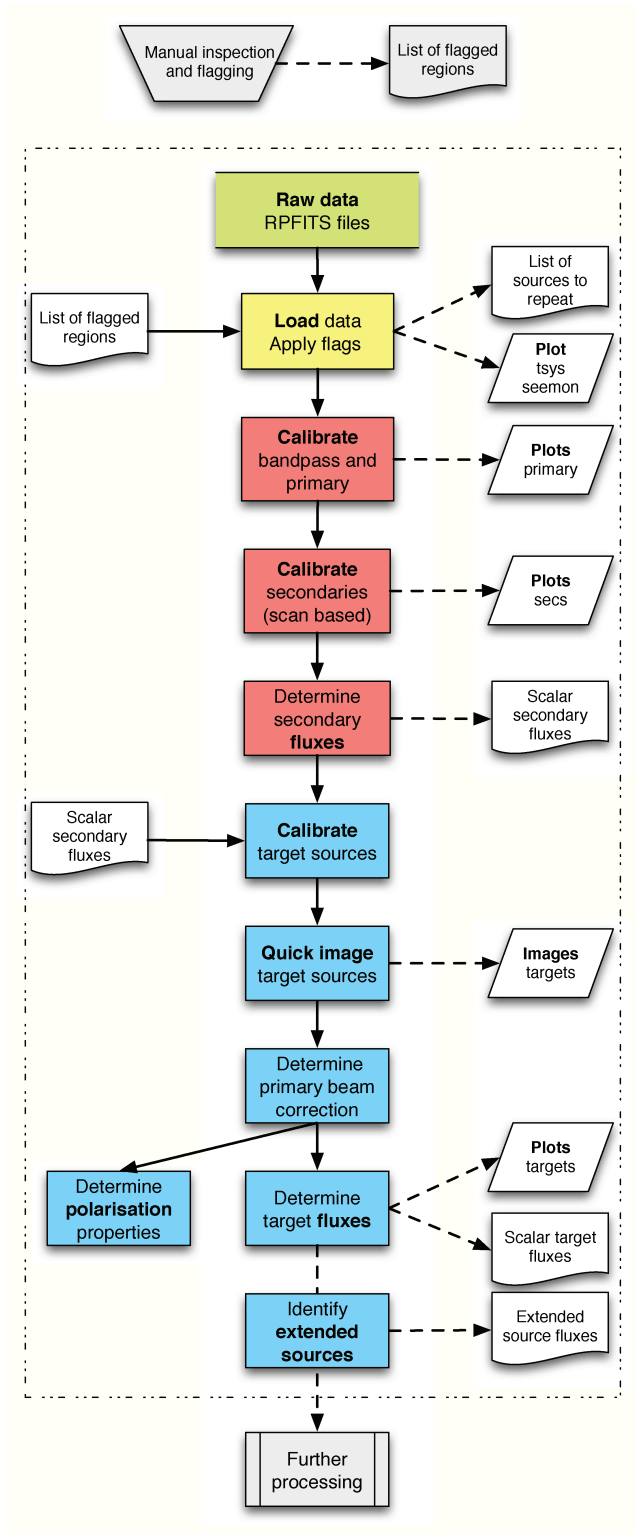 Manual inspection
and flagging
List of flagged
regions
Raw data
RPFITS files
List of
sources to
repeat
List of flagged
regions
Load data
Apply flags
Plot
tsys
seemon
Calibrate
bandpass and
primary
Plots
primary
Calibrate
secondaries
(scan based)
Plots
secs
Determine
secondary
fluxes
Scalar
secondary
fluxes
Scalar
secondary
fluxes
Calibrate
target sources
Quick image
target sources
Images
targets
Determine
primary beam
correction
Plots
targets
Determine
polarisation
properties
Determine
target fluxes
Scalar target
fluxes
Identify
extended
sources
Extended
source fluxes
Further
processing